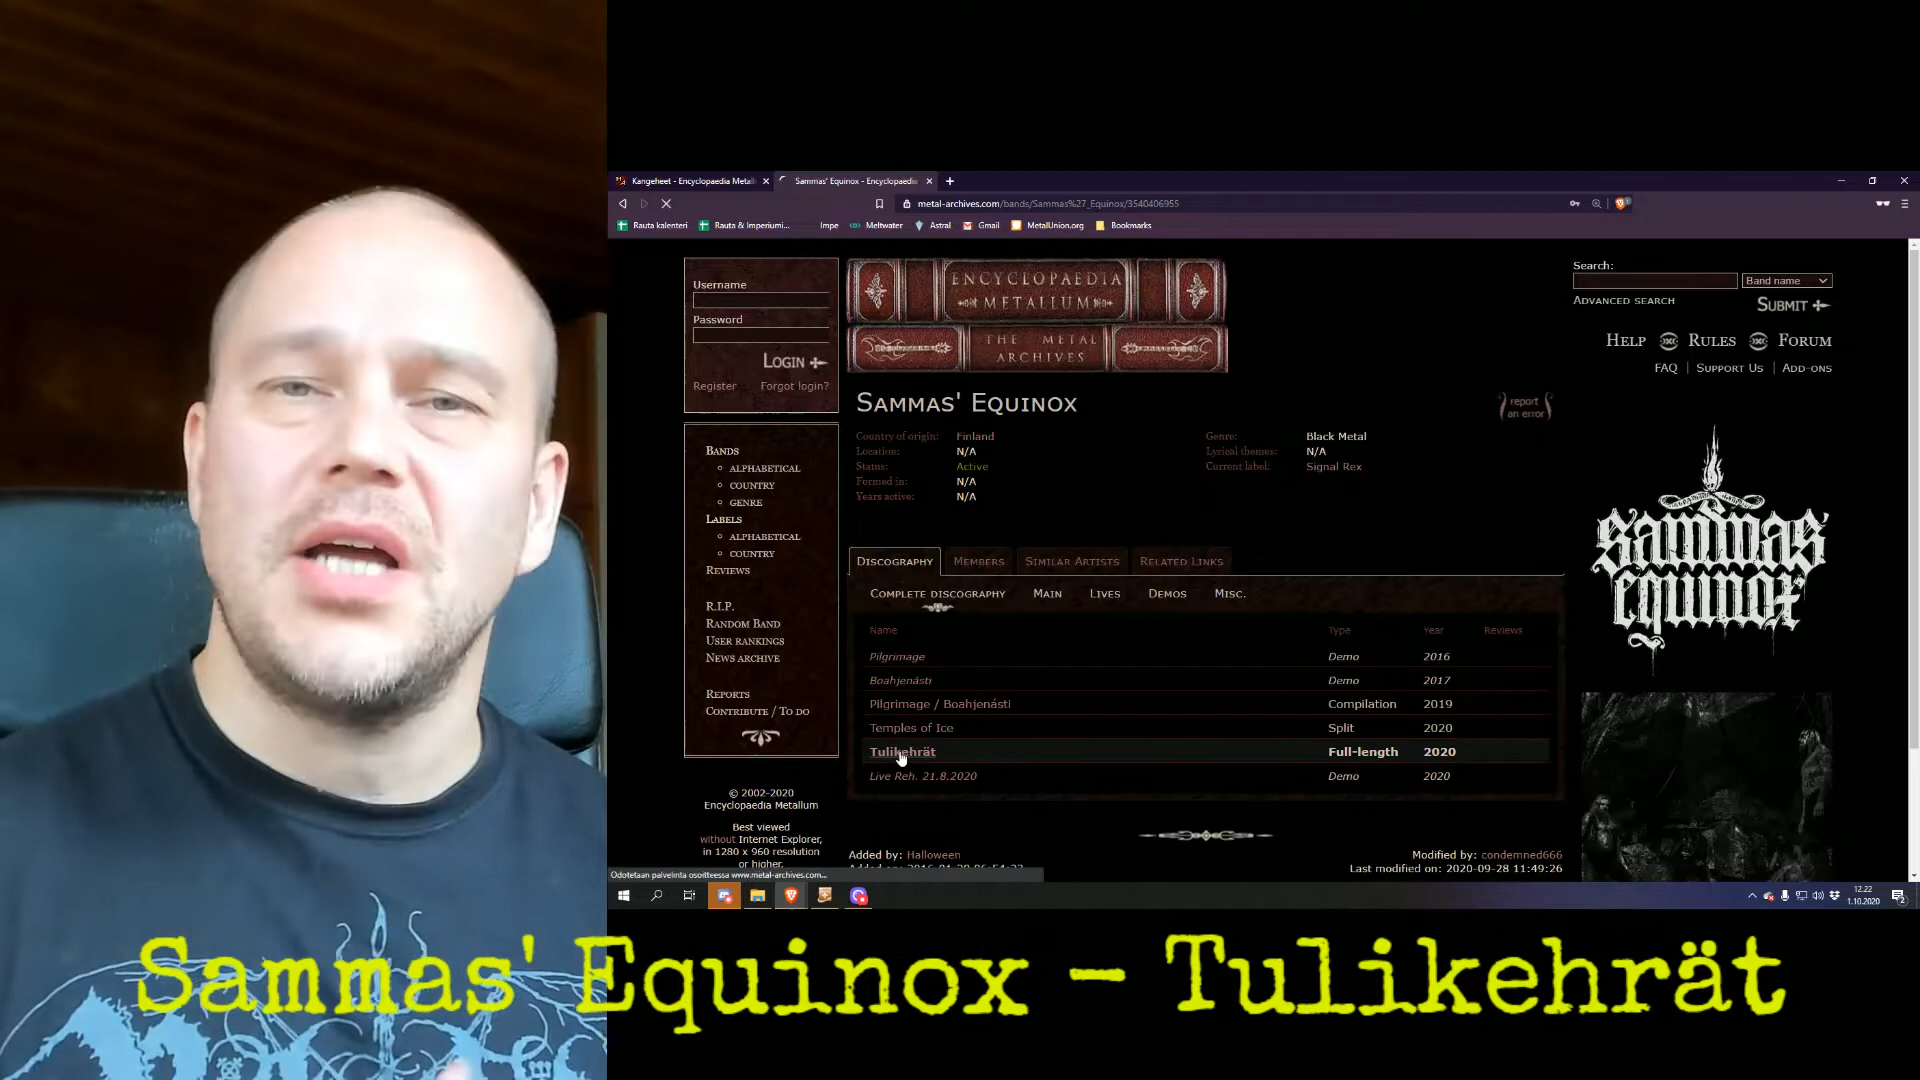 Kangeheet - Encyclopaedia Metall
Sammas' Equinox - Encyclopaedia
metal-archives.com/bands/Sammas%27_Equinox/3540406955
Rauta kalenteri
Rauta & Imperiumi...
Impe
Meltwater
Astral
Gmail
MetalUnion.org
Bookmarks
Username
Password
LOGIN
Register
Forgot login?
ENCYCLOPAEDIA
METALLUM
THE METAL
ARCHIVES
Search:
Band name
ADVANCED SEARCH
SUBMIT
HELP
RULES
FORUM
FAQ | SUPPORT US | ADD-ONS
SAMMAS' EQUINOX
report
an error
Country of origin: Finland
Location: N/A
Status: Active
Formed in: N/A
Years active: N/A
Genre: Black Metal
Lyrical themes: N/A
Current label: Signal Rex
BANDS
ALPHABETICAL
COUNTRY
GENRE
LABELS
ALPHABETICAL
COUNTRY
REVIEWS
R.I.P.
RANDOM BAND
USER RANKINGS
NEWS ARCHIVE
REPORTS
CONTRIBUTE / TO DO
© 2002-2020
Encyclopaedia Metallum
Best viewed
without Internet Explorer,
in 1280 x 960 resolution
or higher.
DISCOGRAPHY
MEMBERS
SIMILAR ARTISTS
RELATED LINKS
COMPLETE DISCOGRAPHY
MAIN
LIVES
DEMOS
MISC.
Name Type Year Reviews
Pilgrimage Demo 2016
Boahjenásti Demo 2017
Pilgrimage / Boahjenásti Compilation 2019
Temples of Ice Split 2020
Tulikehrät Full-length 2020
Live Reh. 21.8.2020 Demo 2020
sammas'
equinox
Added by: Halloween
Modified by: condemned666
Last modified on: 2020-09-28 11:49:26
Odotetaan palvelinta osoitteessa www.metal-archives.com...
12.22
1.10.2020
Sammas' Equinox – Tulikehrät